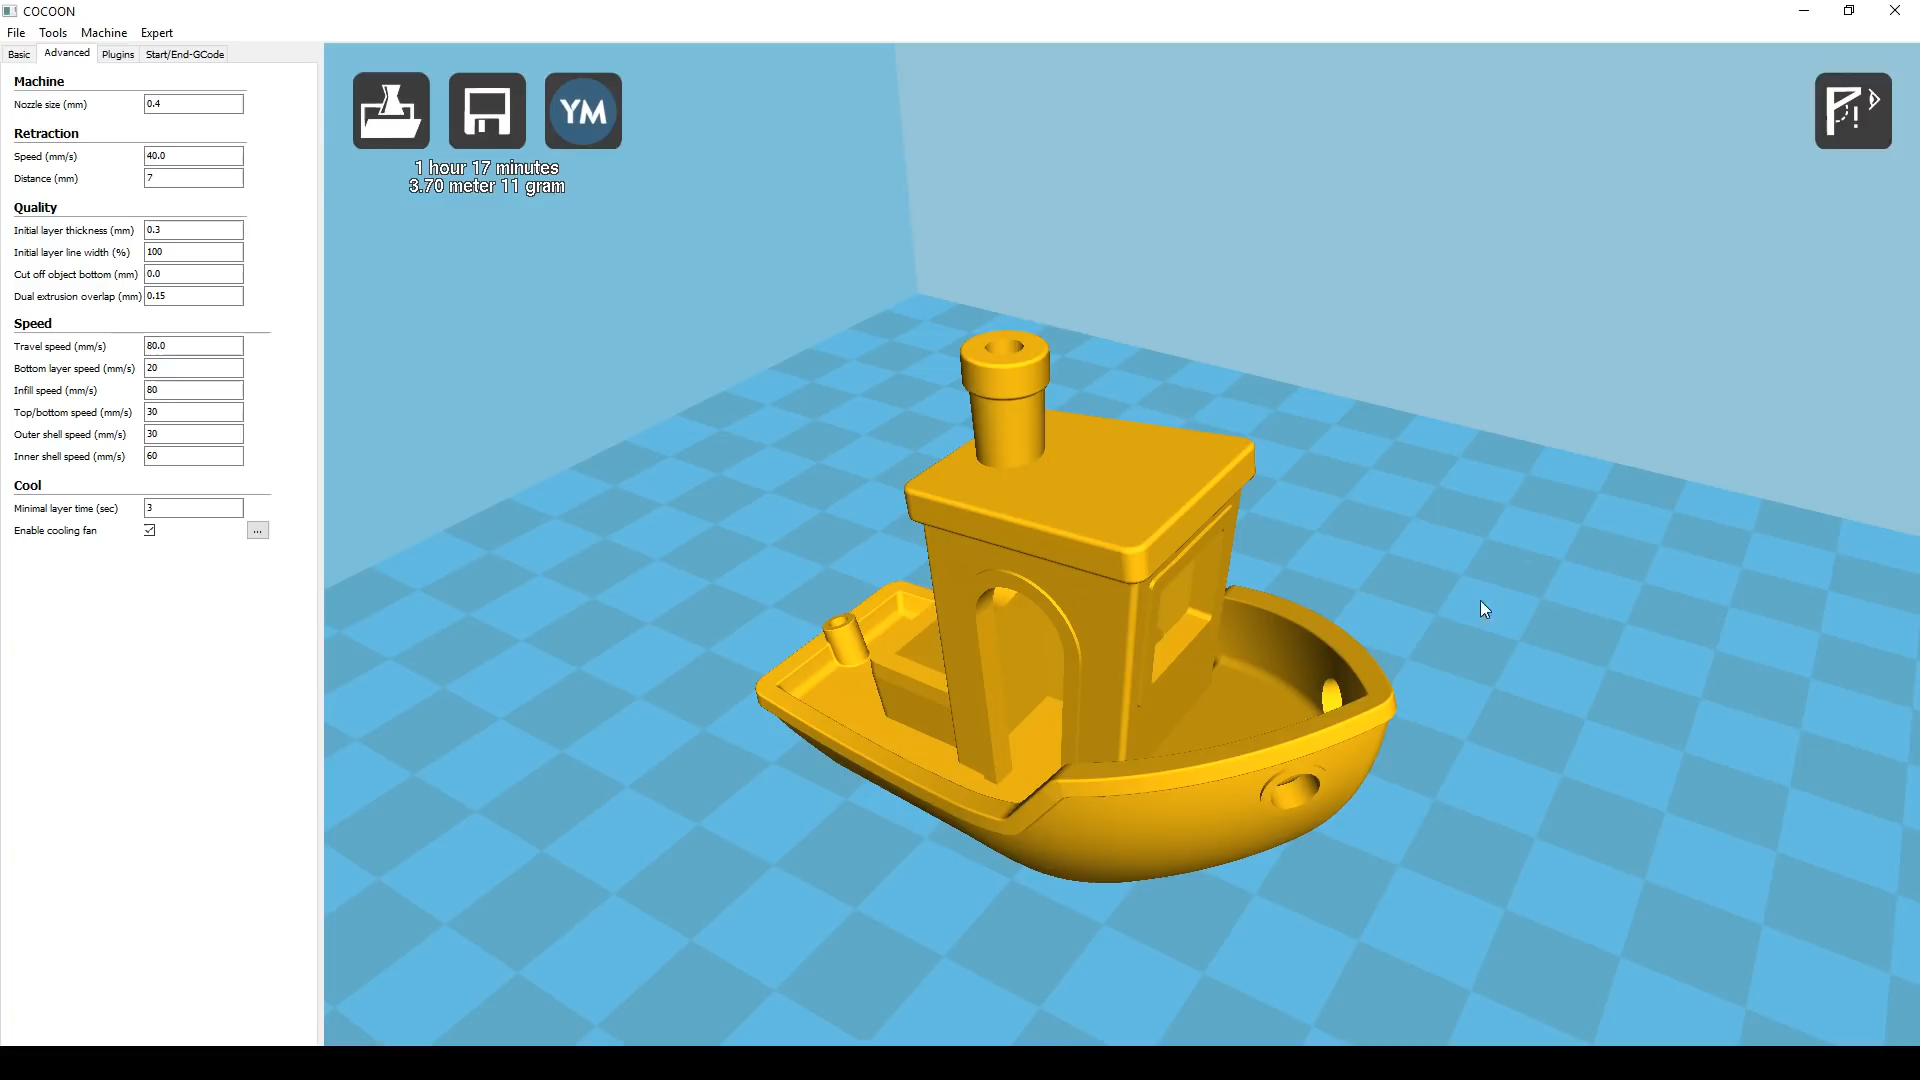 COCOON
File Tools Machine Expert
Basic Advanced Plugins Start/End-GCode
Machine
Nozzle size (mm) 0.4
Retraction
Speed (mm/s) 40.0
Distance (mm) 7
Quality
Initial layer thickness (mm) 0.3
Initial layer line width (%) 100
Cut off object bottom (mm) 0.0
Dual extrusion overlap (mm) 0.15
Speed
Travel speed (mm/s) 80.0
Bottom layer speed (mm/s) 20
Infill speed (mm/s) 80
Top/bottom speed (mm/s) 30
Outer shell speed (mm/s) 30
Inner shell speed (mm/s) 60
Cool
Minimal layer time (sec) 3
Enable cooling fan ...
YM
1 hour 17 minutes
3.70 meter 11 gram